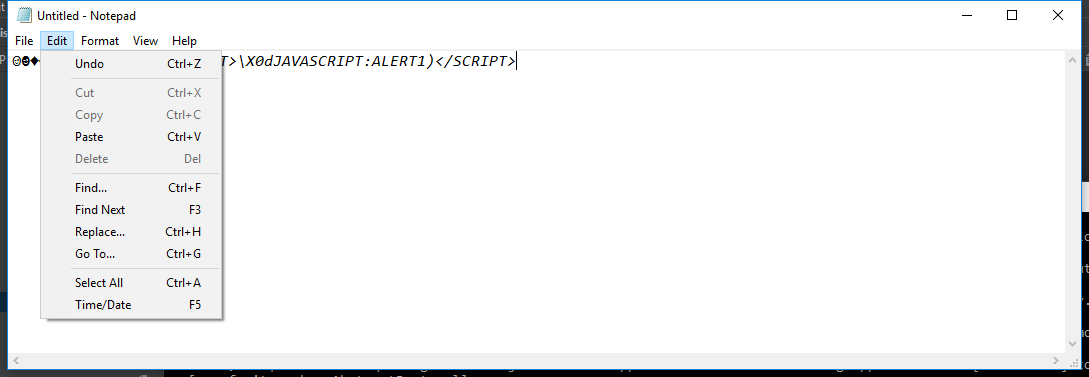 Untitled - Notepad
File Edit Format View Help
☺☻♦ T>\X0dJAVASCRIPT:ALERT1)</SCRIPT>
Undo Ctrl+Z
Cut Ctrl+X
Copy Ctrl+C
Paste Ctrl+V
Delete Del
Find... Ctrl+F
Find Next F3
Replace... Ctrl+H
Go To... Ctrl+G
Select All Ctrl+A
Time/Date F5